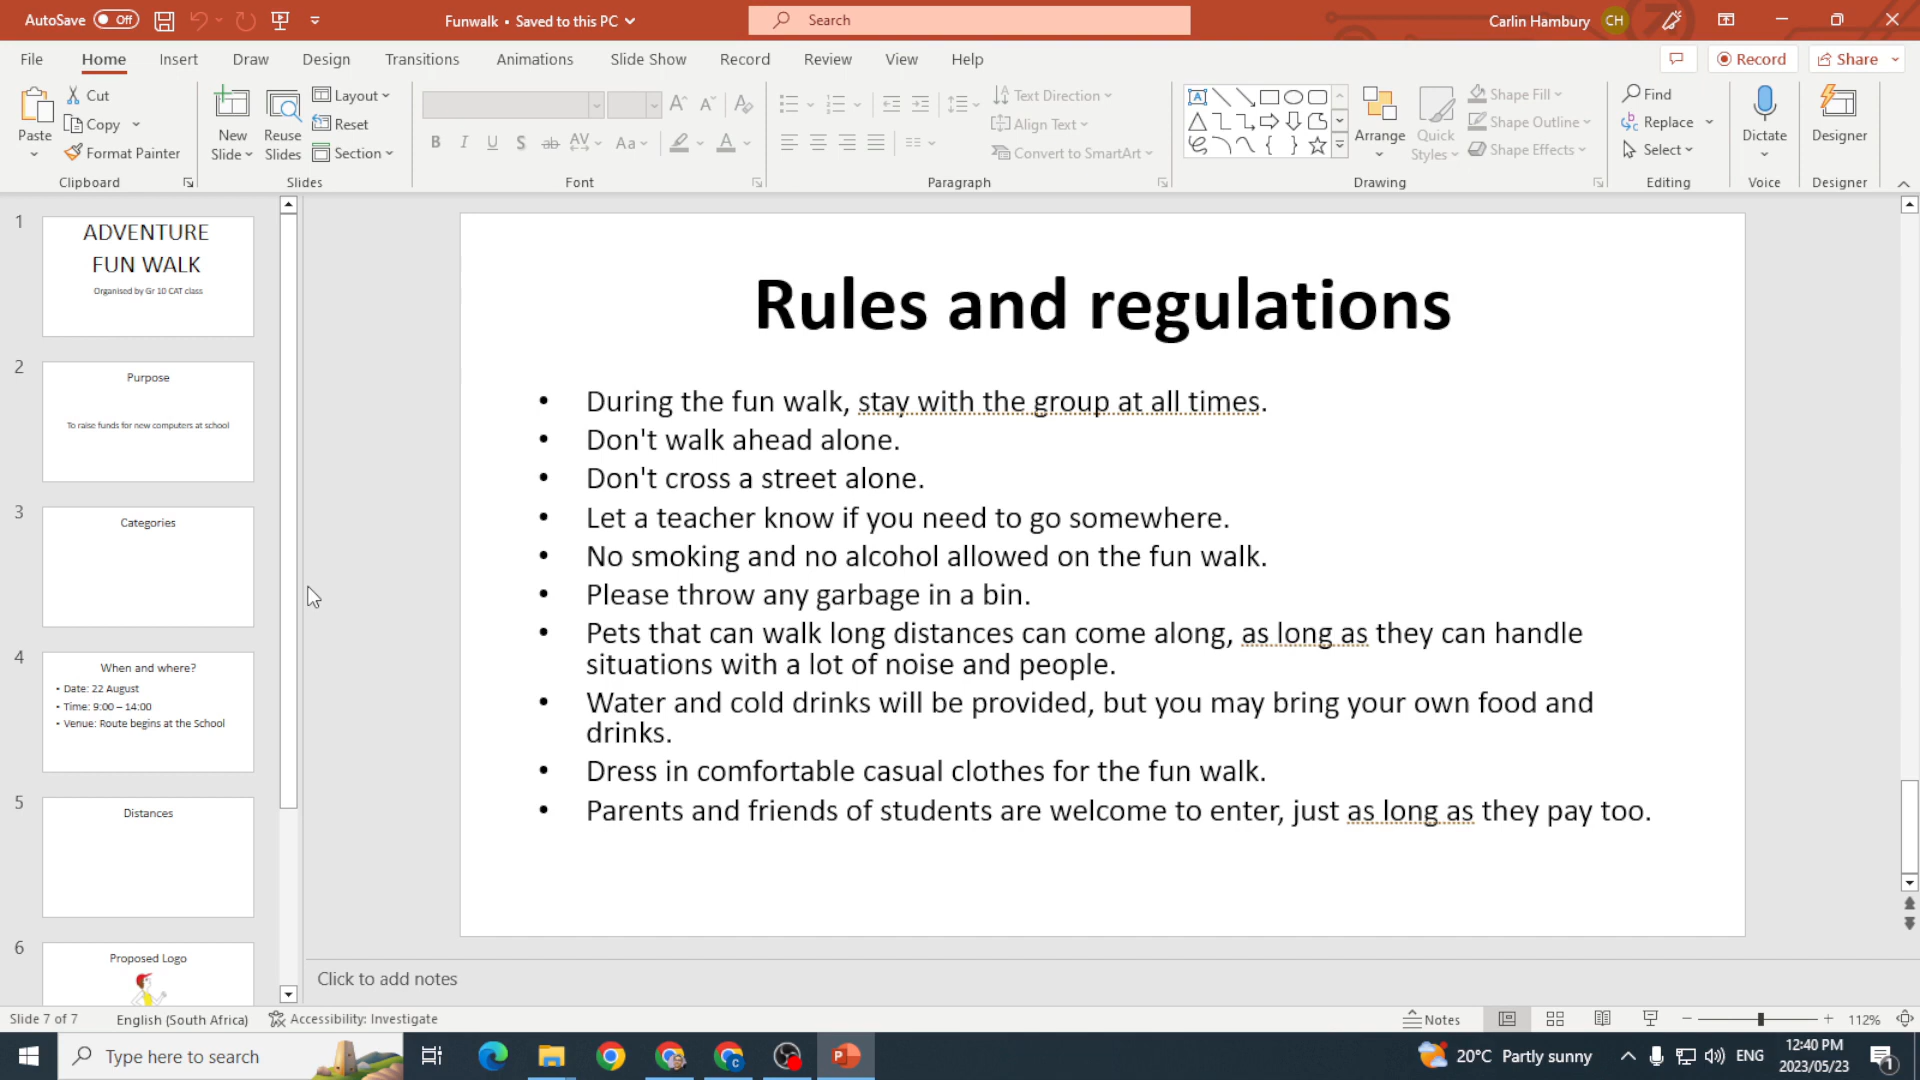 AutoSave Off
Funwalk • Saved to this PC
Search
Carlin Hambury CH
File Home Insert Draw Design Transitions Animations Slide Show Record Review View Help
Record
Share
Paste
Cut
Copy
Format Painter
Clipboard
New Slide
Reuse Slides
Layout
Reset
Section
Slides
B I U S ab AV Aa A
Font
Text Direction
Align Text
Convert to SmartArt
Paragraph
Arrange
Quick Styles
Shape Fill
Shape Outline
Shape Effects
Drawing
Find
Replace
Select
Editing
Dictate
Voice
Designer
Designer
1
ADVENTURE
FUN WALK
Organised by Gr 10 CAT class
2
Purpose
To raise funds for new computers at school
3
Categories
4
When and where?
• Date: 22 August
• Time: 9:00 – 14:00
• Venue: Route begins at the School
5
Distances
6
Proposed Logo
Rules and regulations
• During the fun walk, stay with the group at all times.
• Don't walk ahead alone.
• Don't cross a street alone.
• Let a teacher know if you need to go somewhere.
• No smoking and no alcohol allowed on the fun walk.
• Please throw any garbage in a bin.
• Pets that can walk long distances can come along, as long as they can handle
situations with a lot of noise and people.
• Water and cold drinks will be provided, but you may bring your own food and
drinks.
• Dress in comfortable casual clothes for the fun walk.
• Parents and friends of students are welcome to enter, just as long as they pay too.
Click to add notes
Slide 7 of 7
English (South Africa)
Accessibility: Investigate
Notes
112%
Type here to search
20°C Partly sunny
ENG
12:40 PM
2023/05/23
1